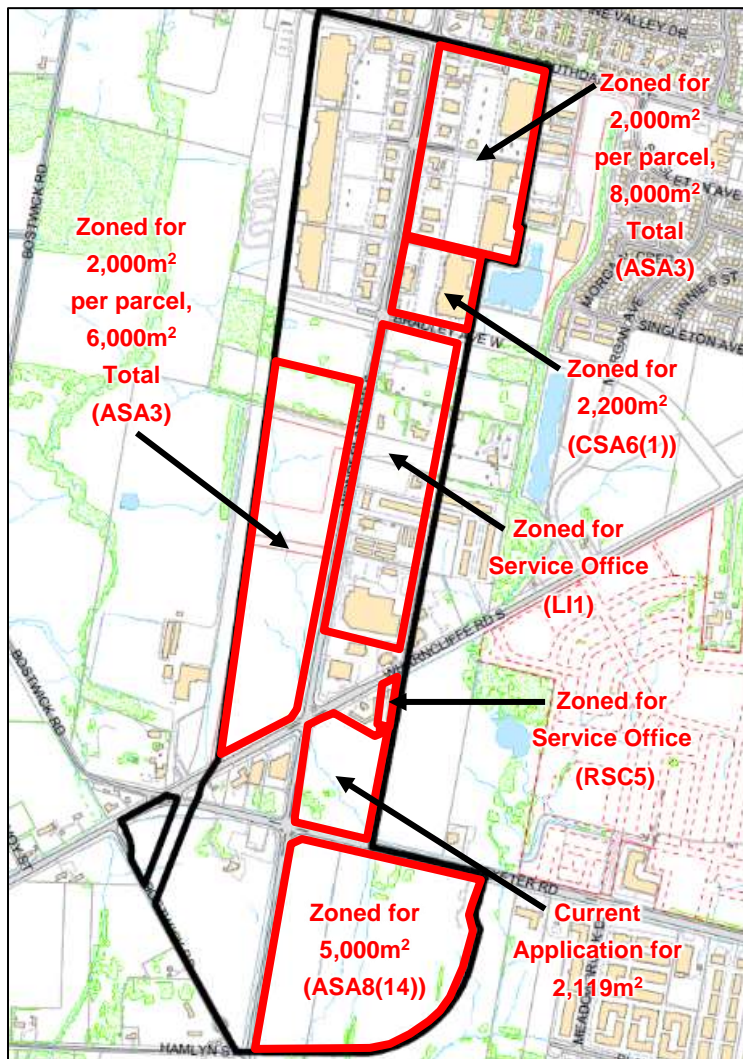 BOSTWICK RD
Zoned for
2,000m²
per parcel,
8,000m²
Total
(ASA3)
Zoned for
2,000m²
per parcel,
6,000m²
Total
(ASA3)
MORGAN AVE
SINGLETON AVE
BRADLEY AVE W
Zoned for
2,200m²
(CSA6(1))
Zoned for
Service Office
(LI1)
WHARNCLIFFE RD S
BOSTWICK RD
Zoned for
Service Office
(RSC5)
Zoned for
5,000m²
(ASA8(14))
Current
Application for
2,119m²